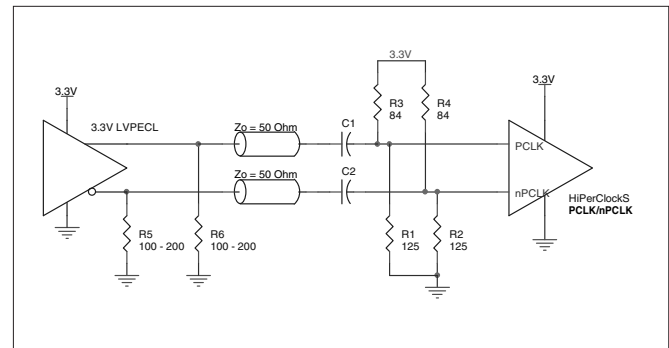 3.3V
3.3V
3.3V
R3
84
R4
84
3.3V LVPECL
Zo = 50 Ohm
C1
PCLK
Zo = 50 Ohm
C2
nPCLK
HiPerClockS
PCLK/nPCLK
R5
100 - 200
R6
100 - 200
R1
125
R2
125